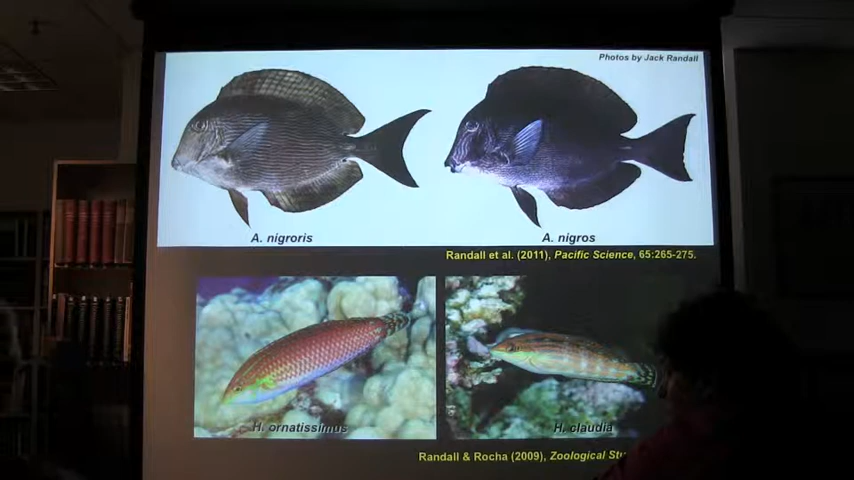 Photos by Jack Randall
A. nigroris
A. nigros
Randall et al. (2011), Pacific Science, 65:265-275.
H. ornatissimus
H. claudia
Randall & Rocha (2009), Zoological